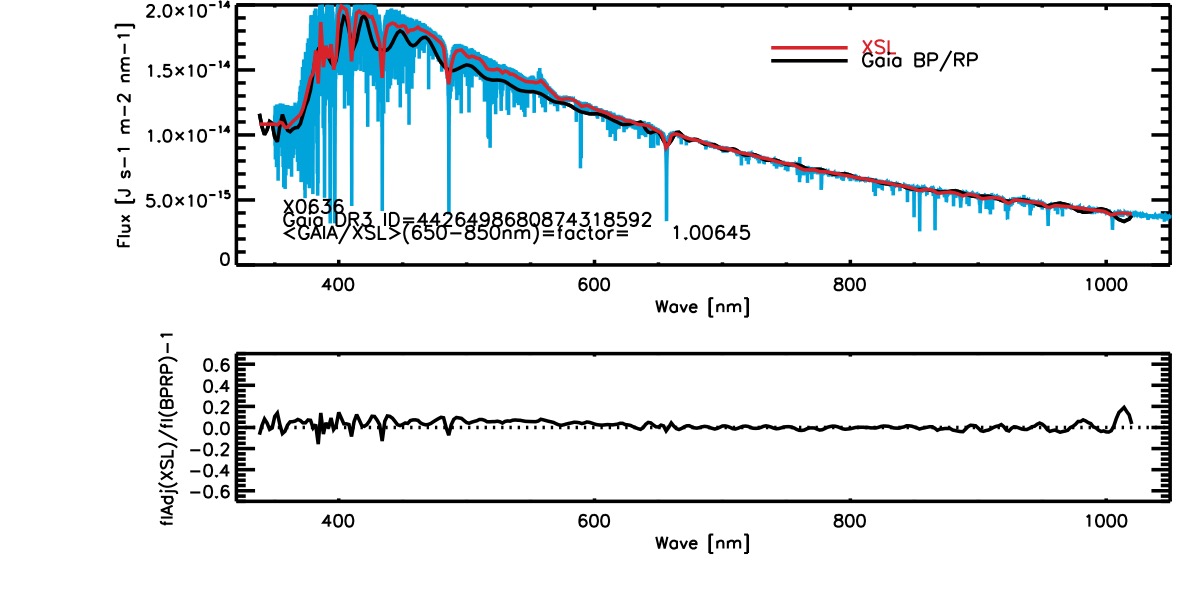 2.0×10−14
1.5×10−14
1.0×10−14
5.0×10−15
0
Flux [J s−1 m−2 nm−1]
XSL
Gaia BP/RP
X0636
Gaia DR3 ID=4426498680874318592
<GAIA/XSL>(650−850nm)=factor= 1.00645
400 600 800 1000
Wave [nm]
0.6
0.4
0.2
0.0
−0.2
−0.4
−0.6
flAdj(XSL)/fl(BPRP)−1
400 600 800 1000
Wave [nm]